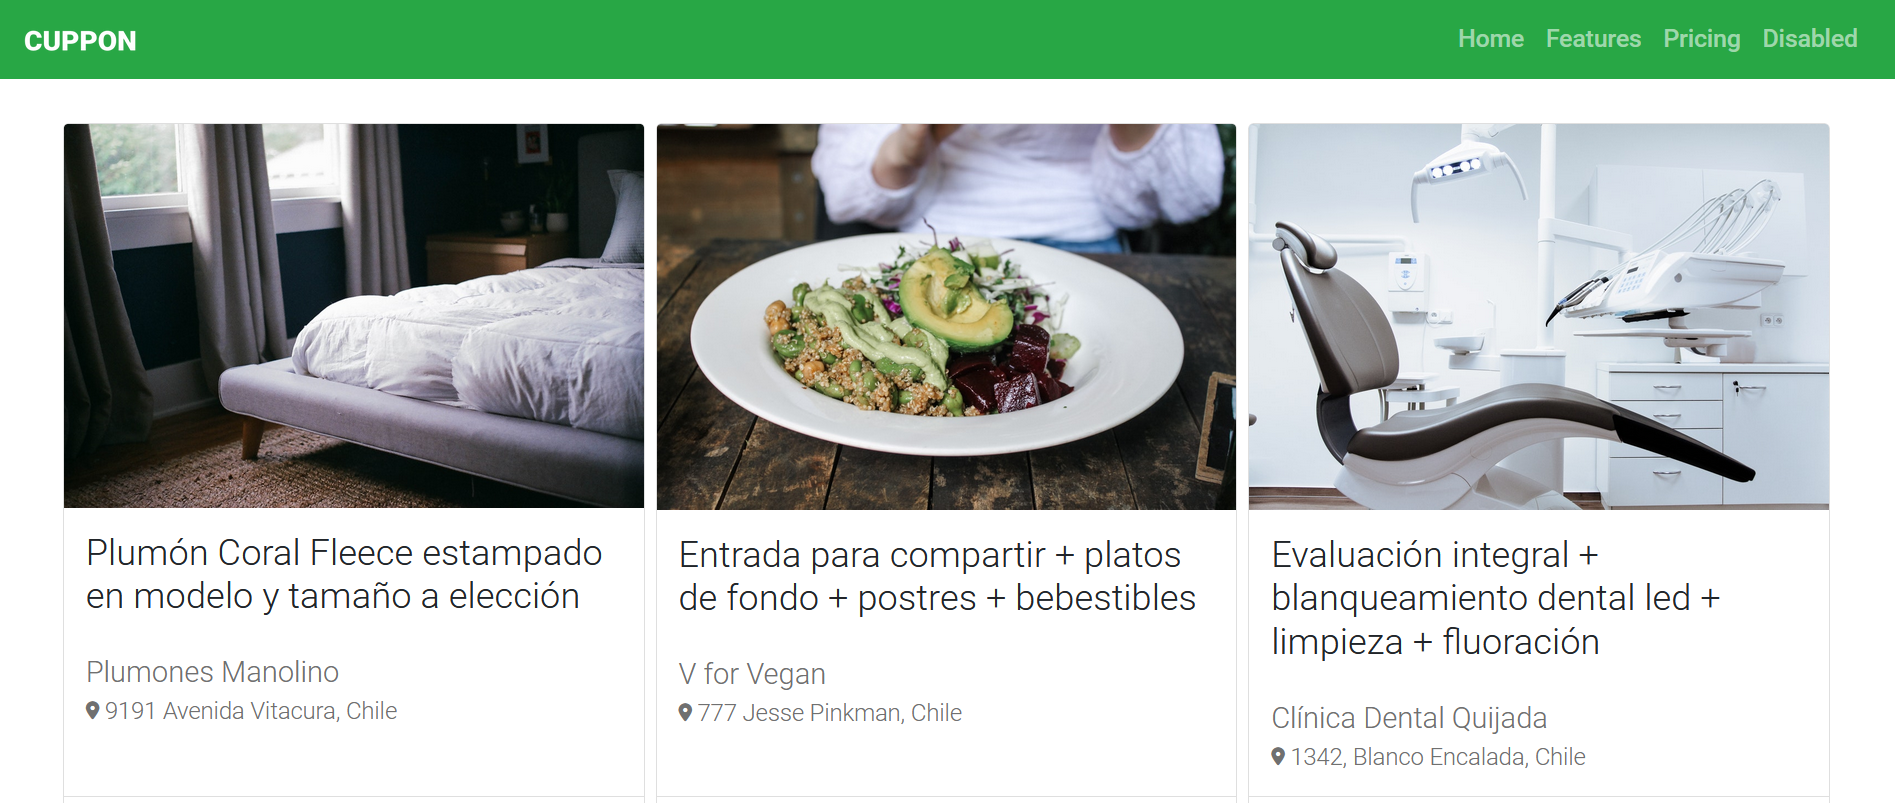 CUPPON
Home Features Pricing Disabled
Plumón Coral Fleece estampado
en modelo y tamaño a elección
Plumones Manolino
9191 Avenida Vitacura, Chile
Entrada para compartir + platos
de fondo + postres + bebestibles
V for Vegan
777 Jesse Pinkman, Chile
Evaluación integral +
blanqueamiento dental led +
limpieza + fluoración
Clínica Dental Quijada
1342, Blanco Encalada, Chile